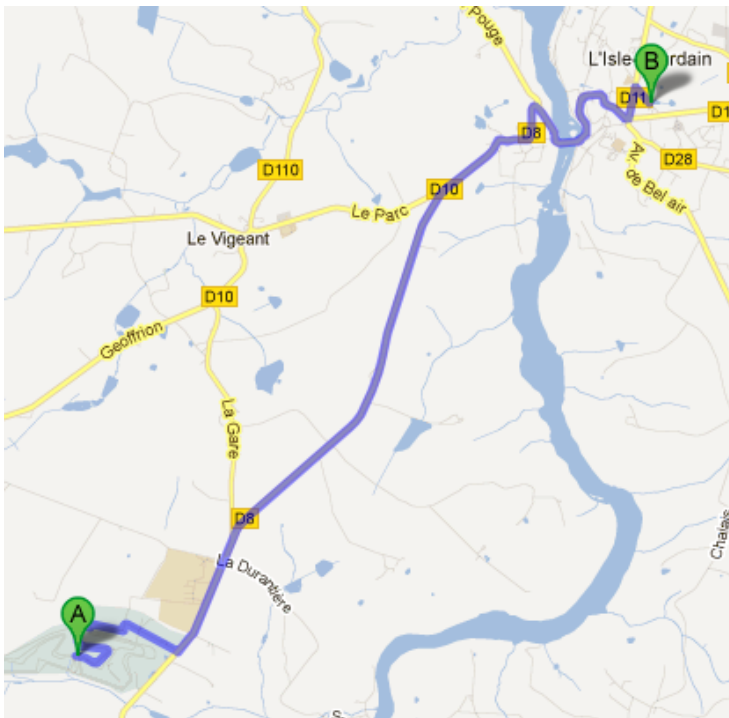 Pouge
L'Isle
rdain
B
D11
D1
D8
D28
Av. de Bel air
D110
D10
Le Parc
Le Vigeant
D10
Geoffrion
La Gare
D8
Chalais
La Durantière
A
S